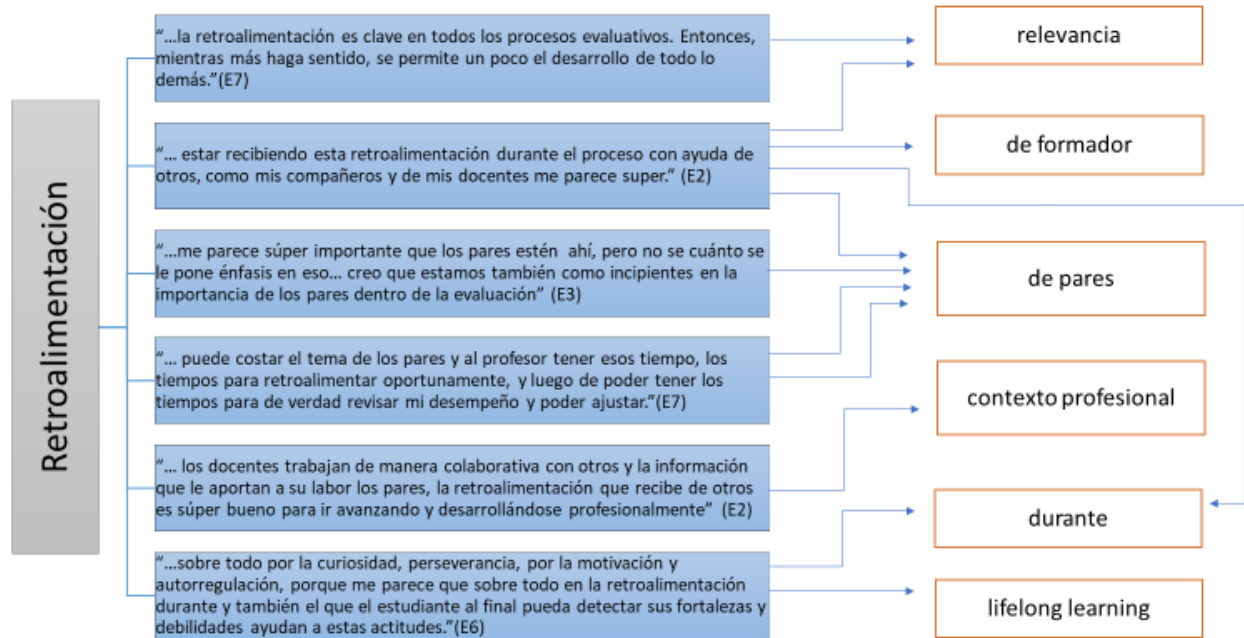 Retroalimentación
“...la retroalimentación es clave en todos los procesos evaluativos. Entonces,
mientras más haga sentido, se permite un poco el desarrollo de todo lo
demás.”(E7)
“... estar recibiendo esta retroalimentación durante el proceso con ayuda de
otros, como mis compañeros y de mis docentes me parece super.” (E2)
“...me parece súper importante que los pares estén ahí, pero no se cuánto se
le pone énfasis en eso... creo que estamos también como incipientes en la
importancia de los pares dentro de la evaluación” (E3)
“... puede costar el tema de los pares y al profesor tener esos tiempo, los
tiempos para retroalimentar oportunamente, y luego de poder tener los
tiempos para de verdad revisar mi desempeño y poder ajustar.”(E7)
“... los docentes trabajan de manera colaborativa con otros y la información
que le aportan a su labor los pares, la retroalimentación que recibe de otros
es súper bueno para ir avanzando y desarrollándose profesionalmente” (E2)
“...sobre todo por la curiosidad, perseverancia, por la motivación y
autorregulación, porque me parece que sobre todo en la retroalimentación
durante y también el que el estudiante al final pueda detectar sus fortalezas y
debilidades ayudan a estas actitudes.”(E6)
relevancia
de formador
de pares
contexto profesional
durante
lifelong learning